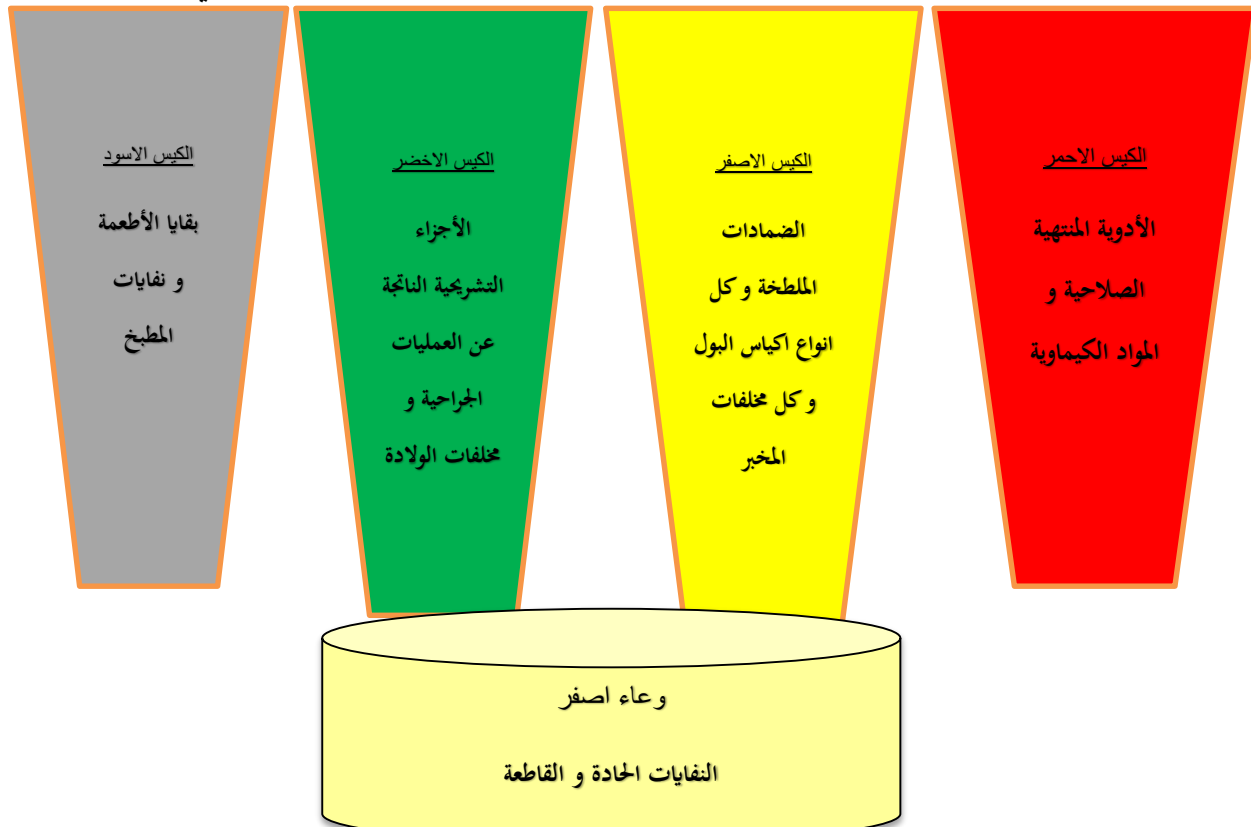 الكيس الاحمر
الأدوية المنتهية
الصلاحية و
المواد الكيماوية
الكيس الاصفر
الضمادات
الملطخة و كل
انواع اكياس البول
و كل مخلفات
المخبر
الكيس الاخضر
الأجزاء
التشريحية الناتجة
عن العمليات
الجراحية و
مخلفات الولادة
الكيس الاسود
بقايا الأطعمة
و نفايات
المطبخ
وعاء اصفر
النفايات الحادة و القاطعة